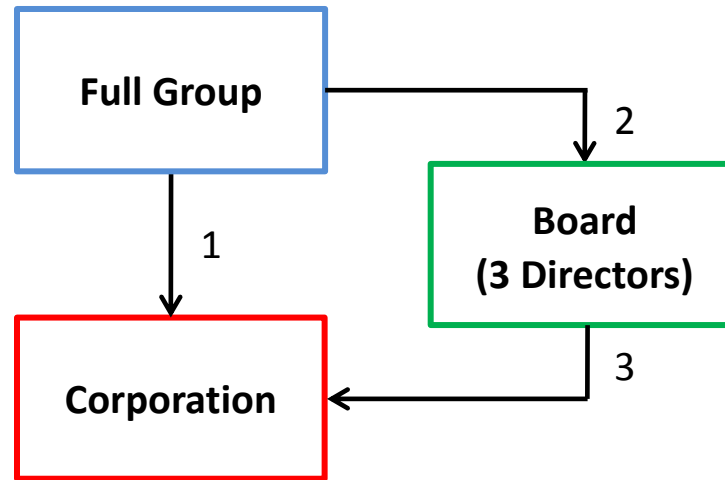 Full Group
2
Board
(3 Directors)
1
3
Corporation